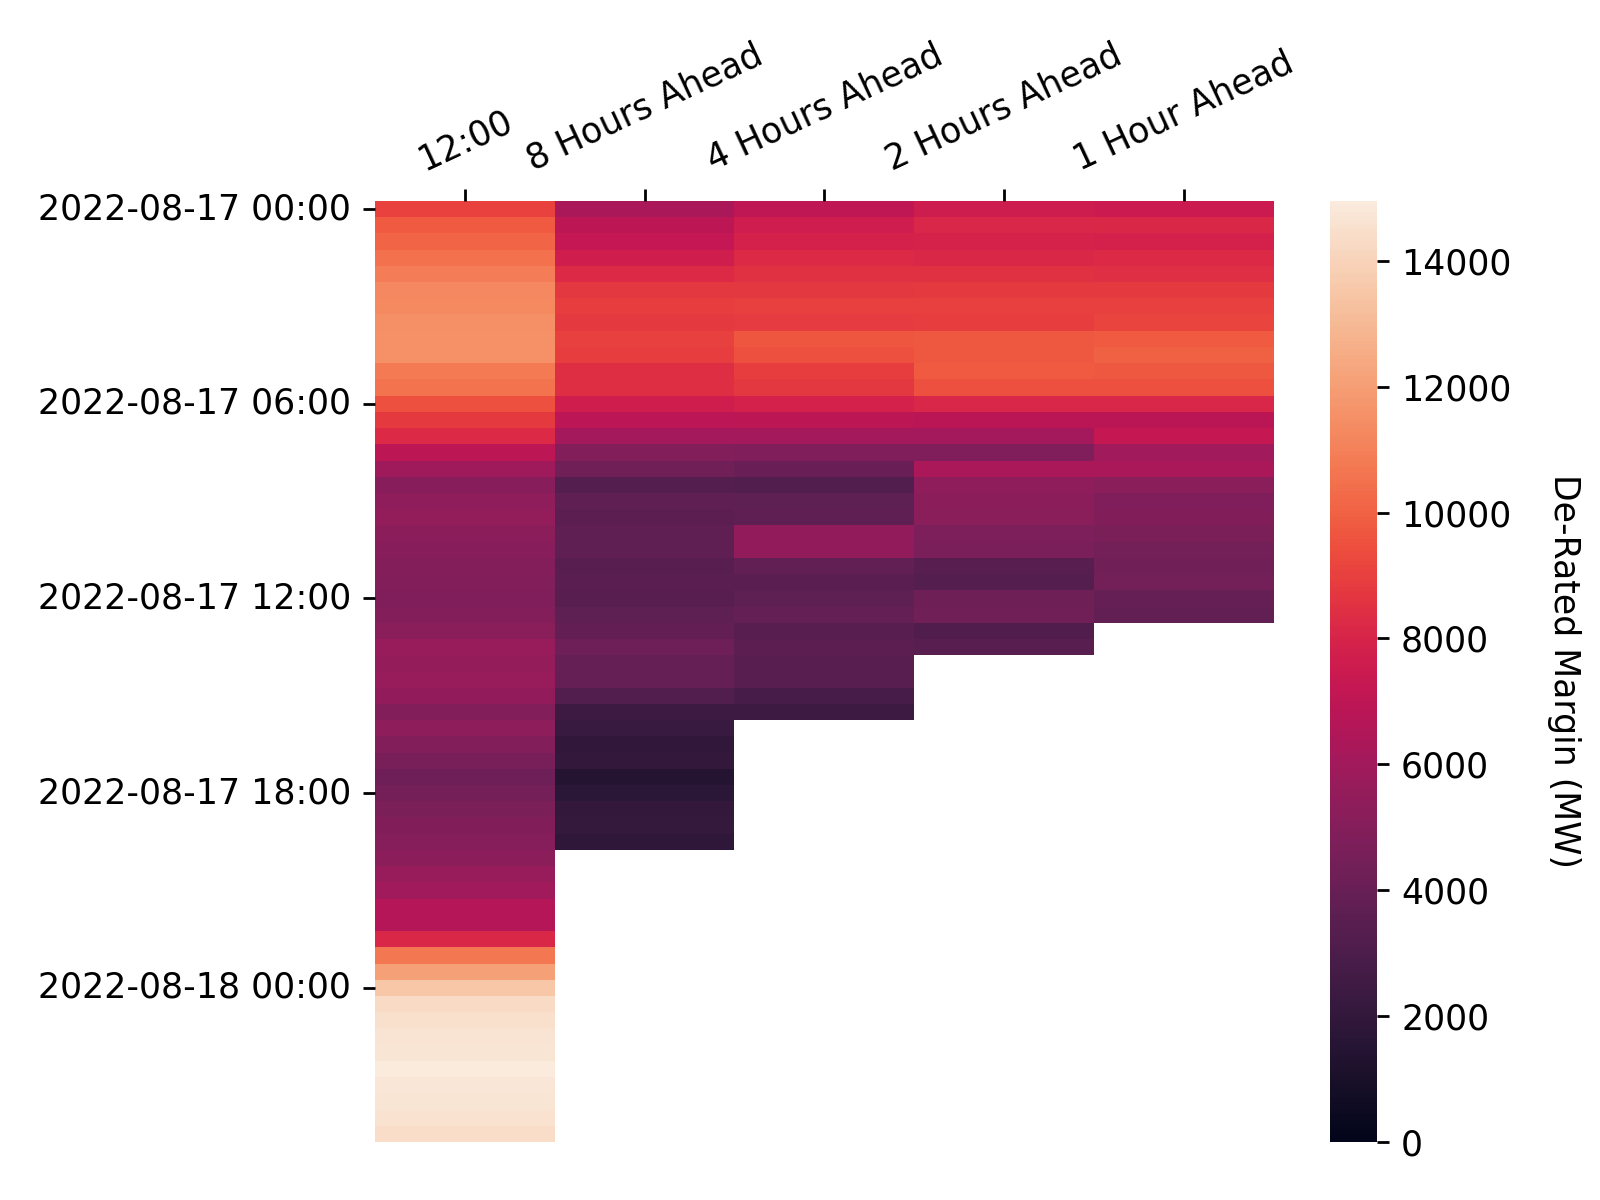 12:00
8 Hours Ahead
4 Hours Ahead
2 Hours Ahead
1 Hour Ahead
2022-08-17 00:00
2022-08-17 06:00
2022-08-17 12:00
2022-08-17 18:00
2022-08-18 00:00
14000
12000
10000
8000
6000
4000
2000
0
De-Rated Margin (MW)